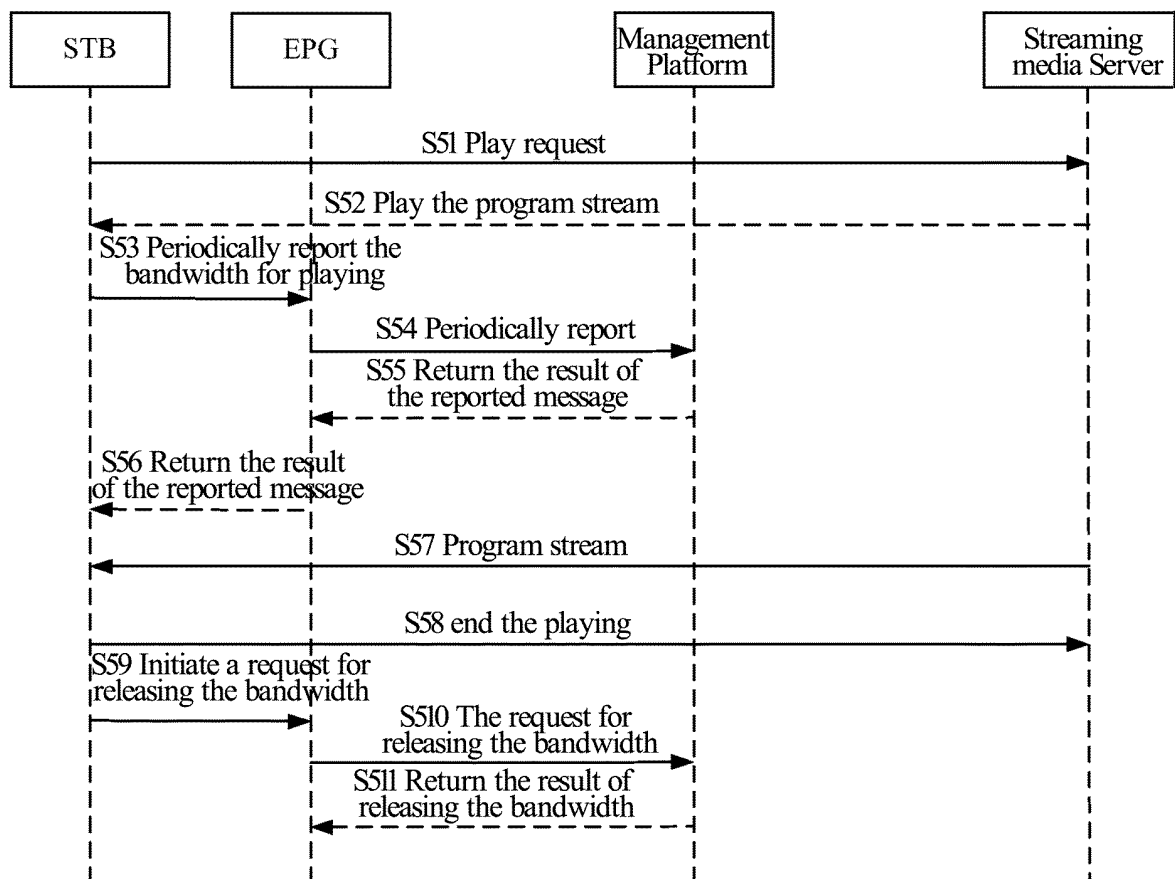 STB
EPG
Management
Platform
Streaming
media Server
S51 Play request
S52 Play the program stream
S53 Periodically report the
bandwidth for playing
S54 Periodically report
S55 Return the result of
the reported message
S56 Return the result
of the reported message
S57 Program stream
S58 end the playing
S59 Initiate a request for
releasing the bandwidth
S510 The request for
releasing the bandwidth
S511 Return the result of
releasing the bandwidth